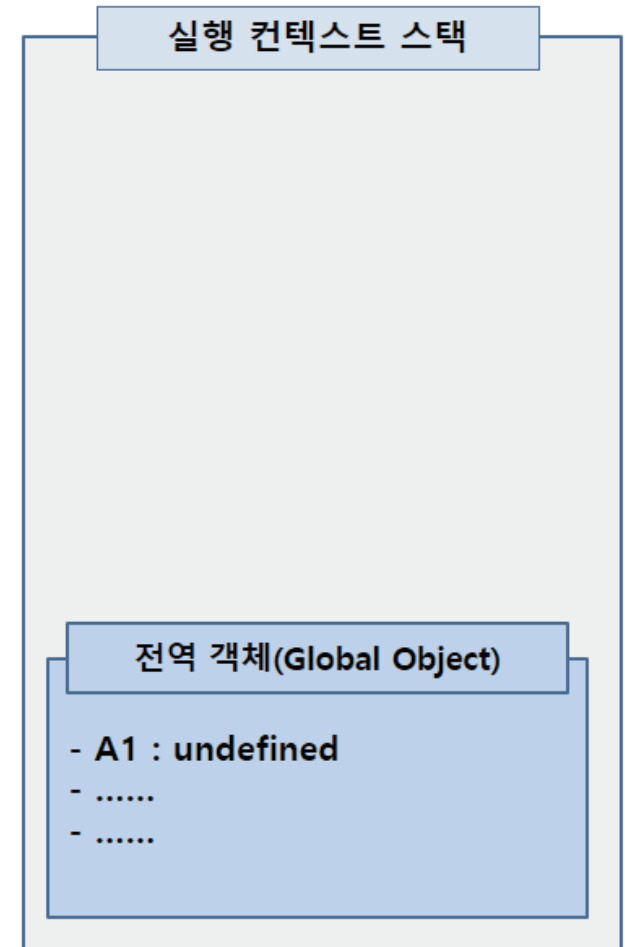 실행 컨텍스트 스택
전역 객체(Global Object)
- A1 : undefined
- ......
- ......